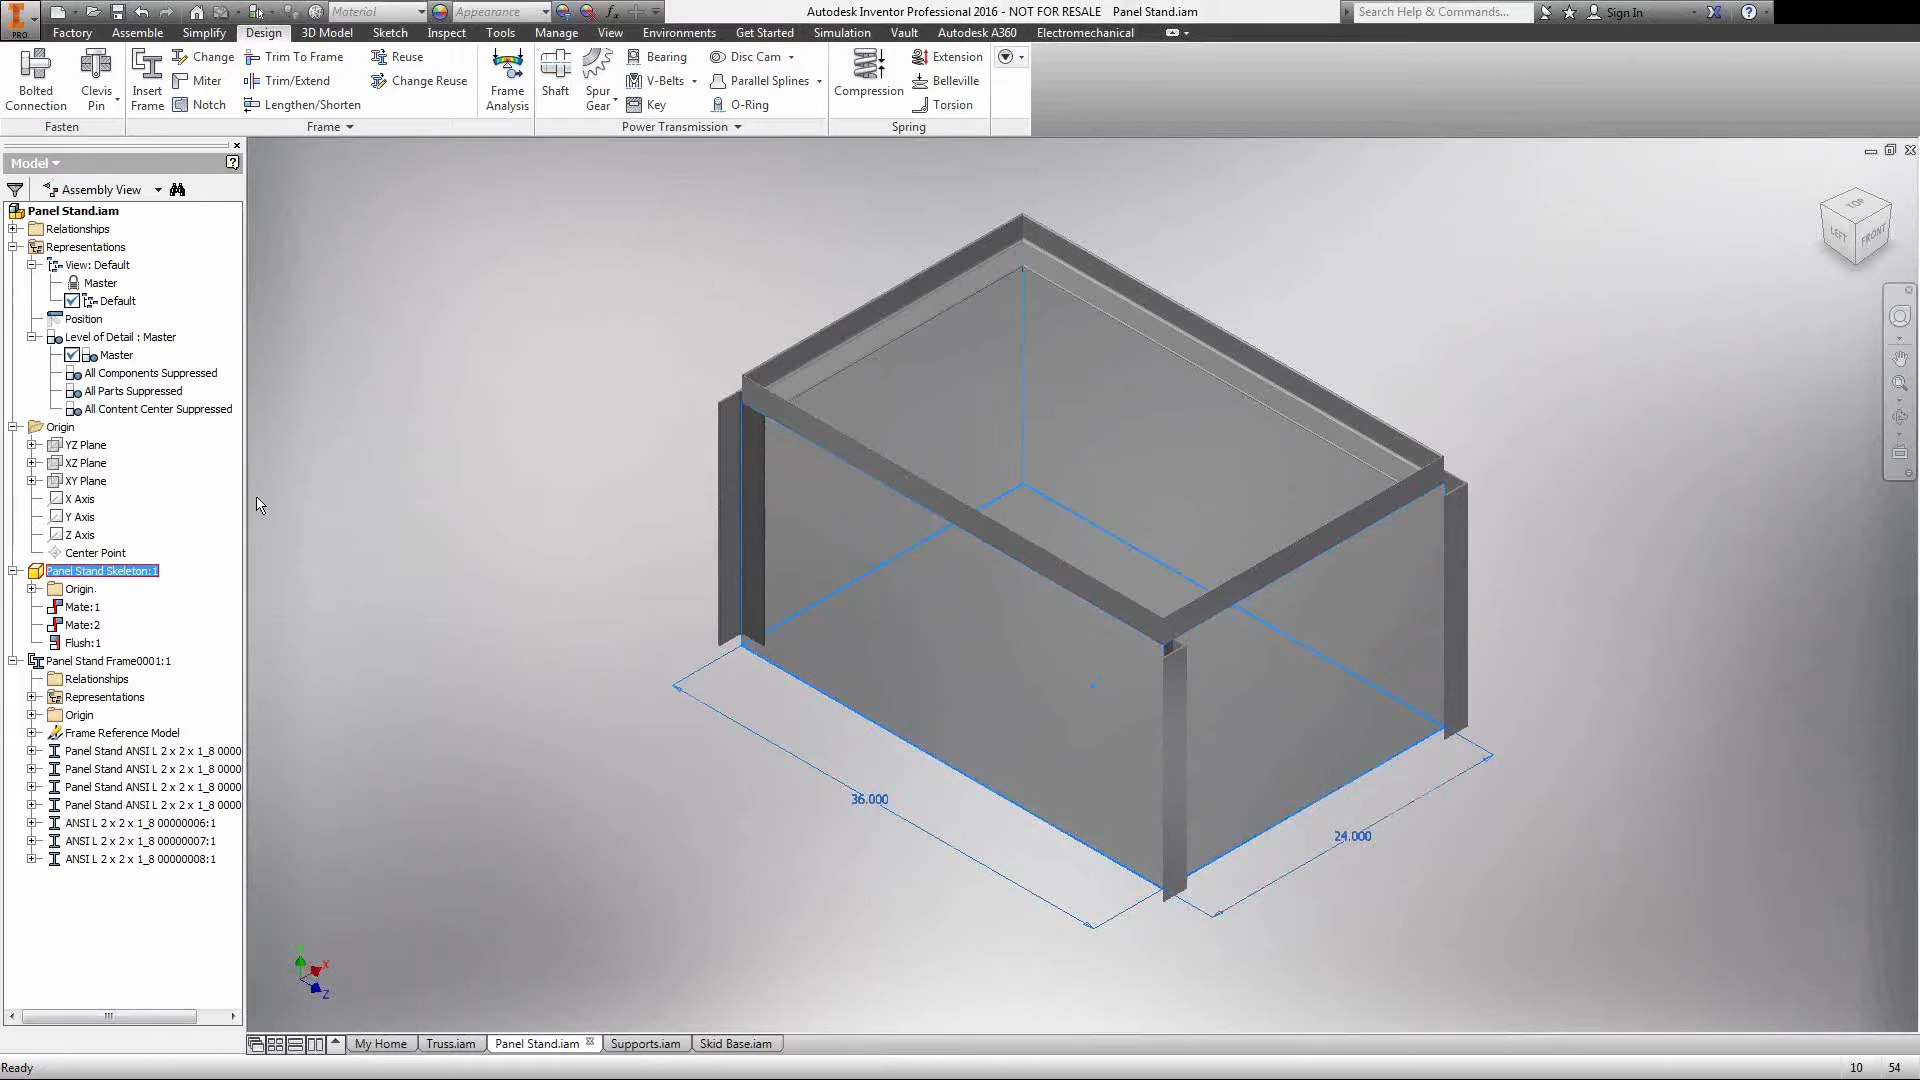 PRO
Material
Appearance
Autodesk Inventor Professional 2016 - NOT FOR RESALE Panel Stand.iam
Search Help & Commands...
Sign In
Factory Assemble Simplify Design 3D Model Sketch Inspect Tools Manage View Environments Get Started Simulation Vault Autodesk A360 Electromechanical
Bolted Connection
Clevis Pin
Insert Frame
Change
Miter
Notch
Trim To Frame
Trim/Extend
Lengthen/Shorten
Reuse
Change Reuse
Frame Analysis
Shaft
Spur Gear
Bearing
V-Belts
Key
Disc Cam
Parallel Splines
O-Ring
Compression
Extension
Belleville
Torsion
Fasten Frame Power Transmission Spring
Model
Assembly View
Panel Stand.iam
Relationships
Representations
View: Default
Master
Default
Position
Level of Detail : Master
Master
All Components Suppressed
All Parts Suppressed
All Content Center Suppressed
Origin
YZ Plane
XZ Plane
XY Plane
X Axis
Y Axis
Z Axis
Center Point
Panel Stand Skeleton:1
Origin
Mate:1
Mate:2
Flush:1
Panel Stand Frame0001:1
Relationships
Representations
Origin
Frame Reference Model
Panel Stand ANSI L 2 x 2 x 1_8 0000
Panel Stand ANSI L 2 x 2 x 1_8 0000
Panel Stand ANSI L 2 x 2 x 1_8 0000
Panel Stand ANSI L 2 x 2 x 1_8 0000
ANSI L 2 x 2 x 1_8 00000006:1
ANSI L 2 x 2 x 1_8 00000007:1
ANSI L 2 x 2 x 1_8 00000008:1
TOP
LEFT
FRONT
36.000
24.000
X
Z
My Home Truss.iam Panel Stand.iam Supports.iam Skid Base.iam
Ready
10 54